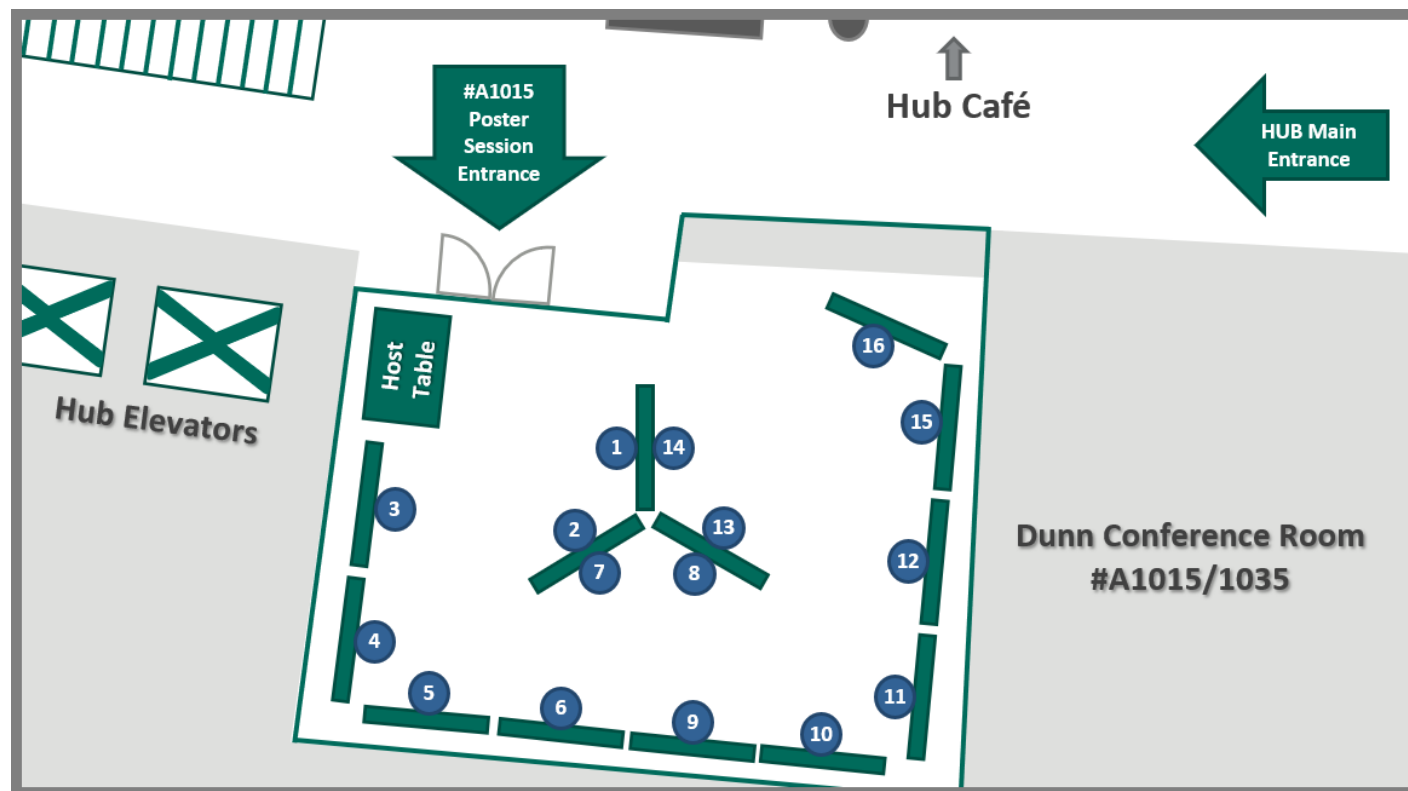 #A1015
Poster
Session
Entrance
Hub Café
HUB Main
Entrance
Host
Table
Hub Elevators
16
15
1
14
3
2
13
7
8
12
4
5
6
9
10
11
Dunn Conference Room
#A1015/1035